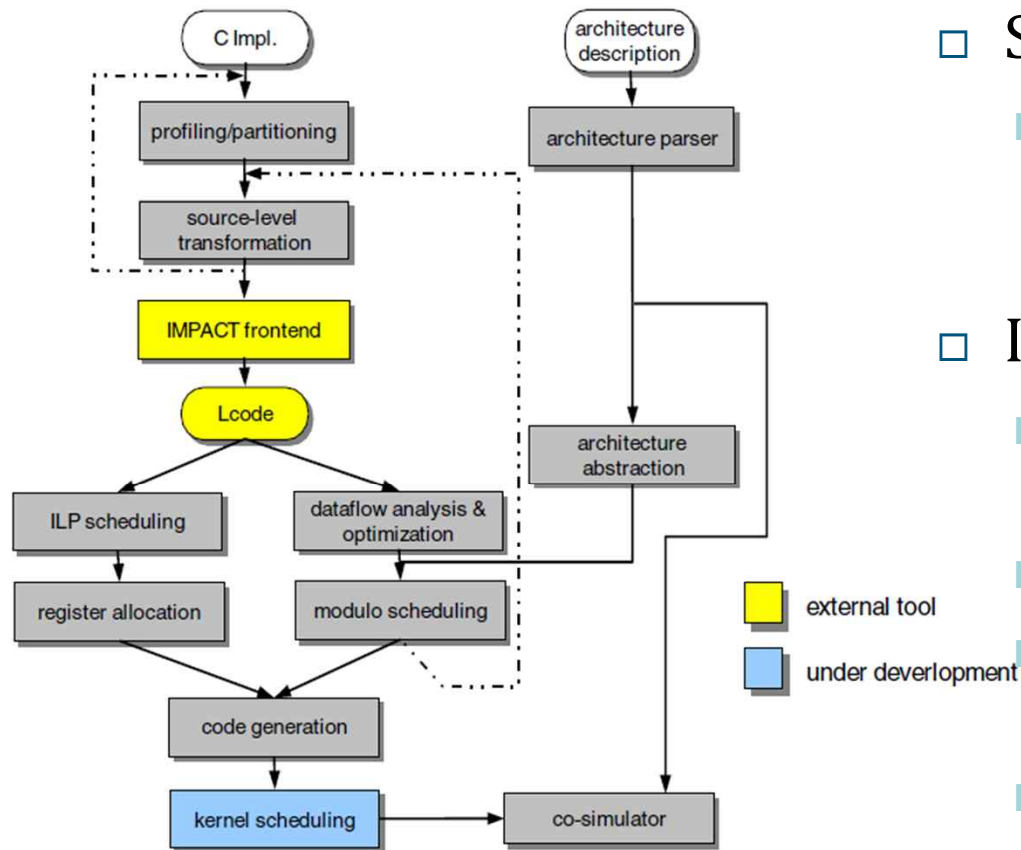 C Impl.
architecture
description
profiling/partitioning
architecture parser
source-level
transformation
IMPACT frontend
Lcode
architecture
abstraction
ILP scheduling
dataflow analysis &
optimization
register allocation
modulo scheduling
external tool
under deverlopment
code generation
kernel scheduling
co-simulator
S
I